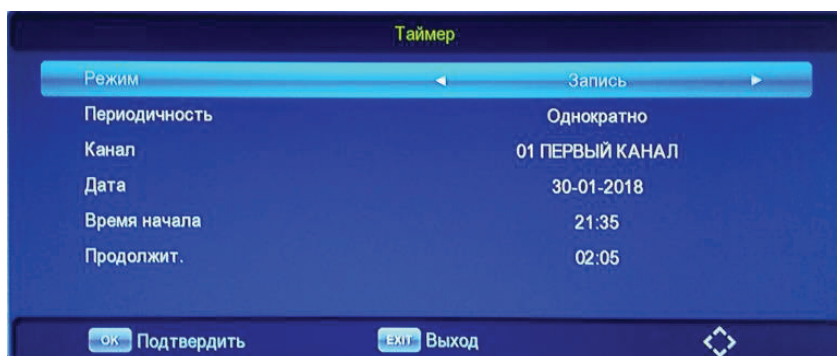 Таймер
Режим Запись
Периодичность Однократно
Канал 01 ПЕРВЫЙ КАНАЛ
Дата 30-01-2018
Время начала 21:35
Продолжит. 02:05
OK Подтвердить EXIT Выход